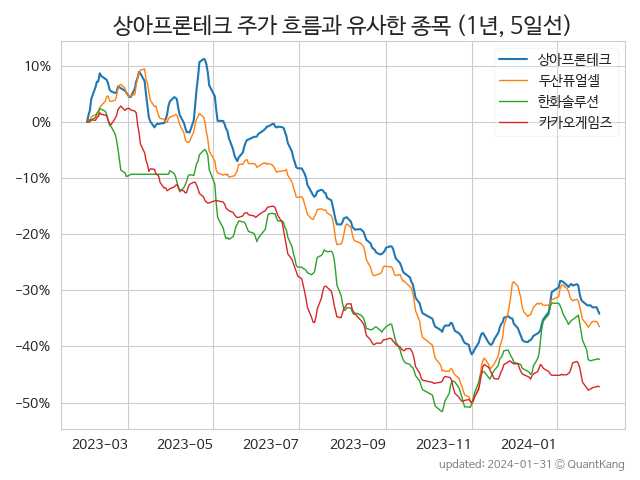 상아프론테크 주가 흐름과 유사한 종목 (1년, 5일선)
상아프론테크
두산퓨얼셀
한화솔루션
카카오게임즈
10%
0%
−10%
−20%
−30%
−40%
−50%
2023-03
2023-05
2023-07
2023-09
2023-11
2024-01
updated: 2024-01-31 © QuantKang